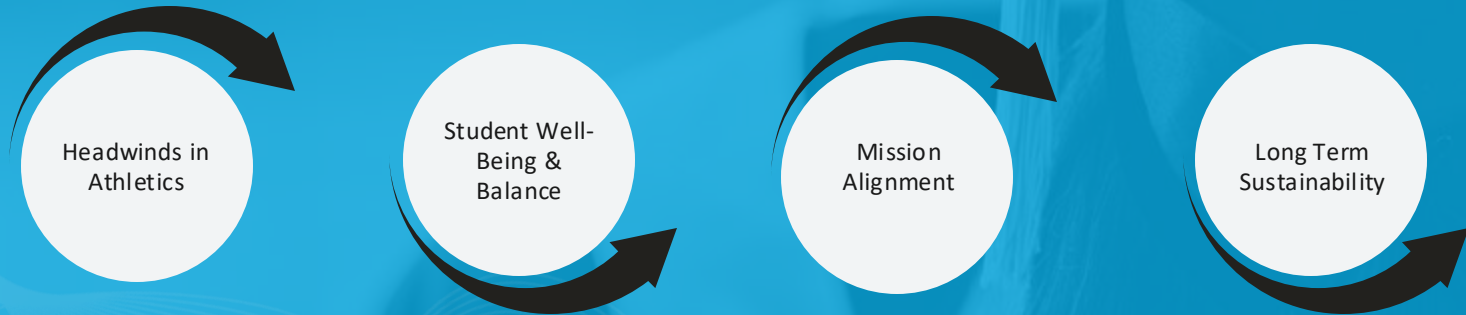 Headwinds in
Athletics
Student Well-
Being &
Balance
Mission
Alignment
Long Term
Sustainability